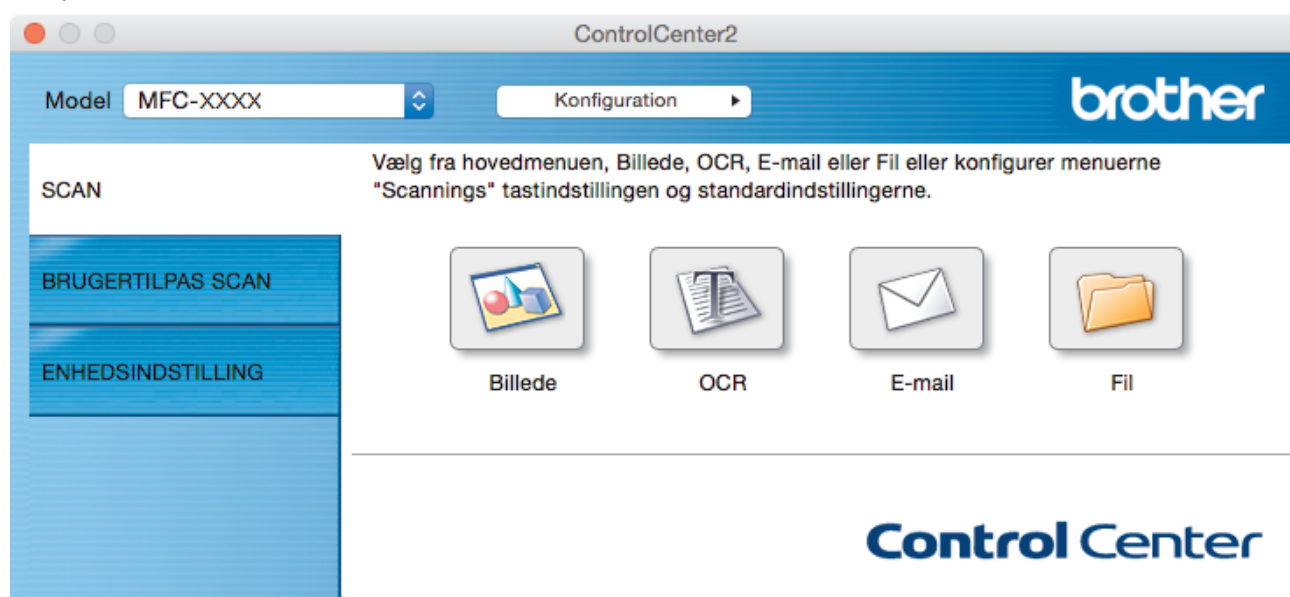 ControlCenter2
Model MFC-XXXX Konfiguration
brother
SCAN
BRUGERTILPAS SCAN
ENHEDSINDSTILLING
Vælg fra hovedmenuen, Billede, OCR, E-mail eller Fil eller konfigurer menuerne
"Scannings" tastindstillingen og standardindstillingerne.
Billede OCR E-mail Fil
Control Center